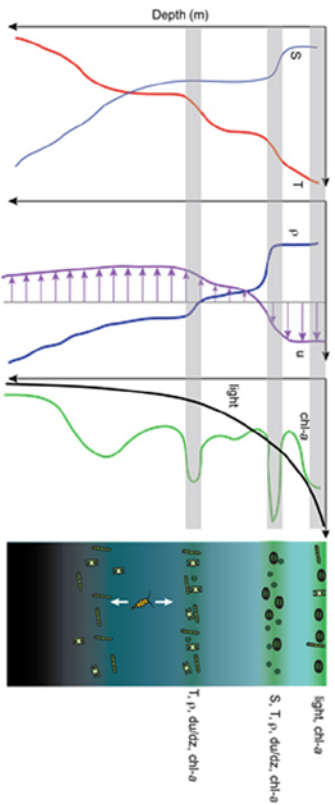 Depth (m)
S
T
ρ
u
light
chl-a
light, chl-a
S, T, ρ, du/dz, chl-a
T, ρ, du/dz, chl-a